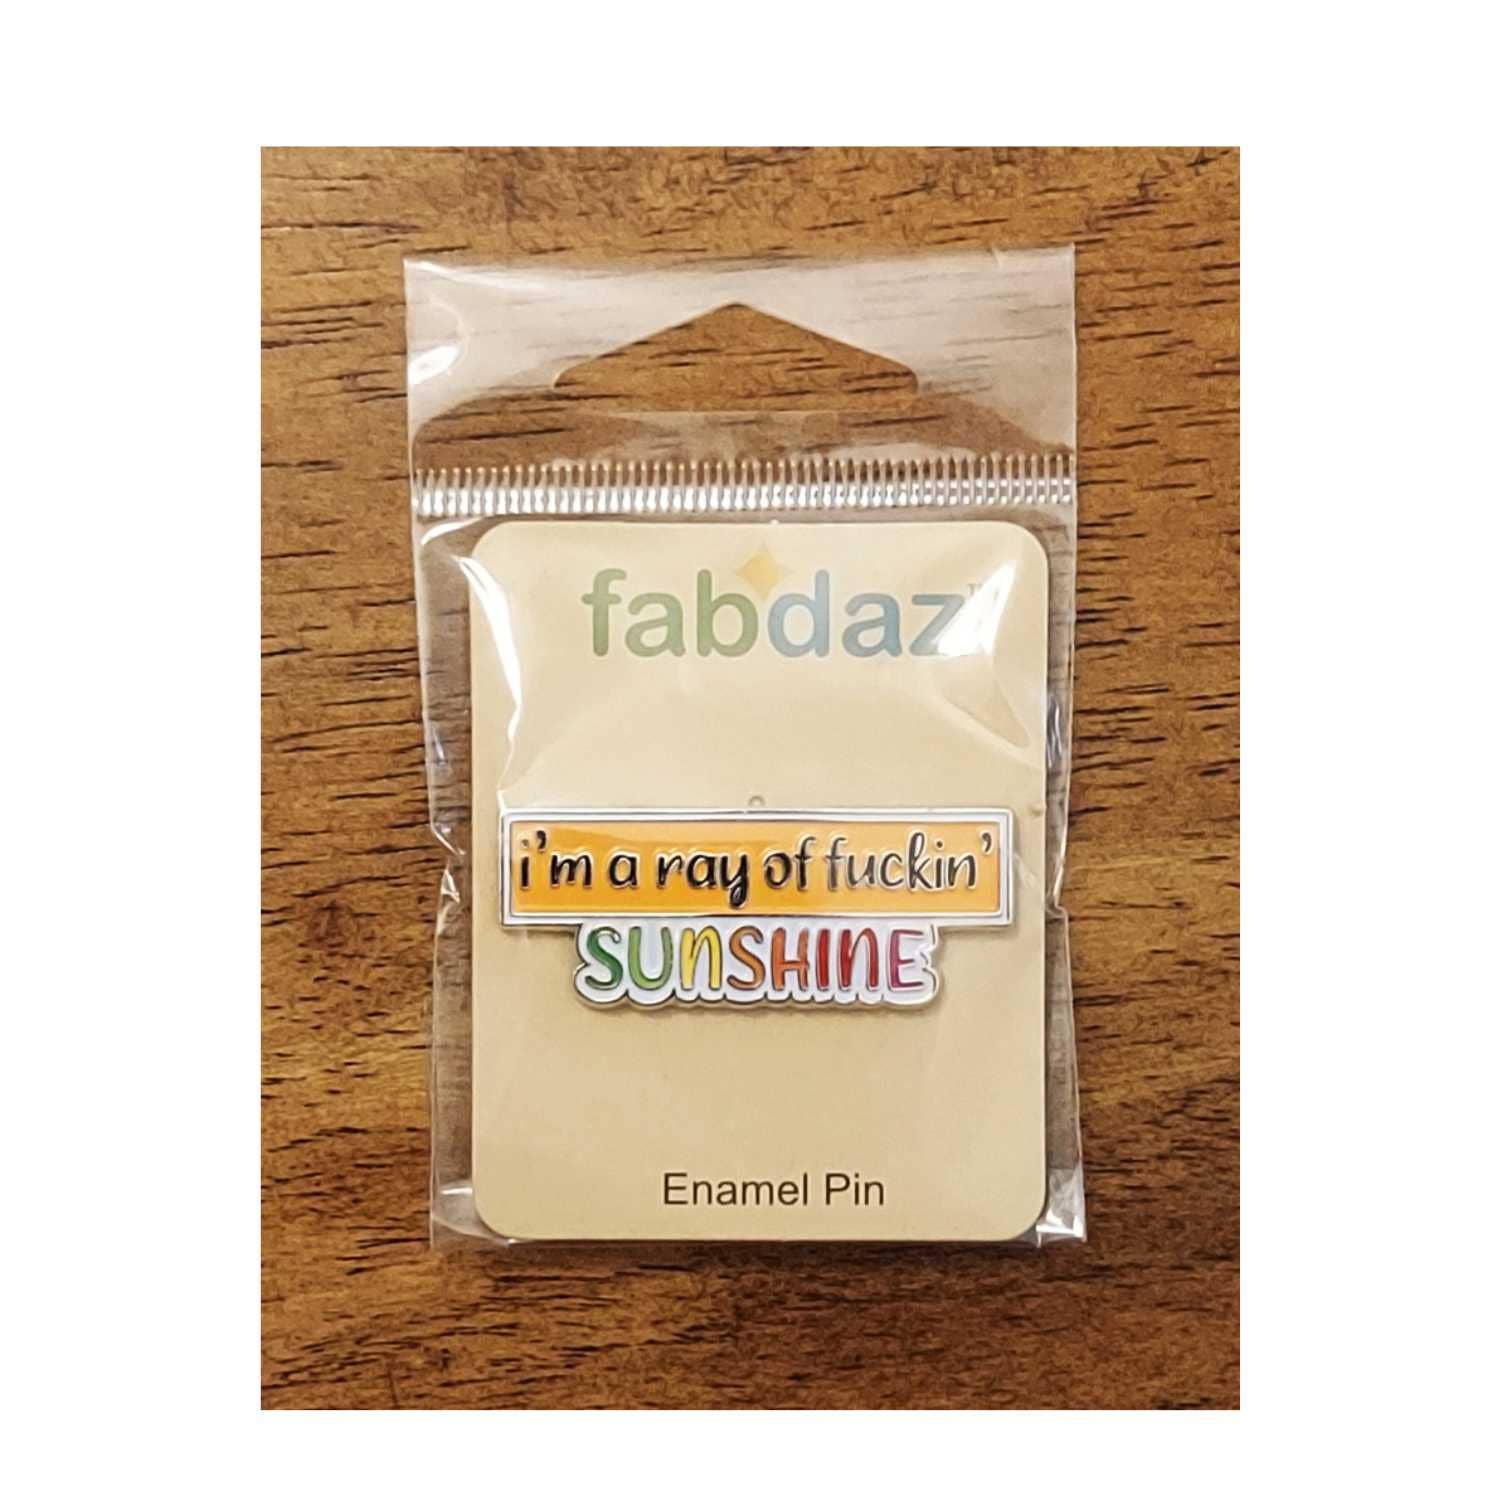 fabdaz
i'm a ray of fuckin'
SUNSHINE
Enamel Pin